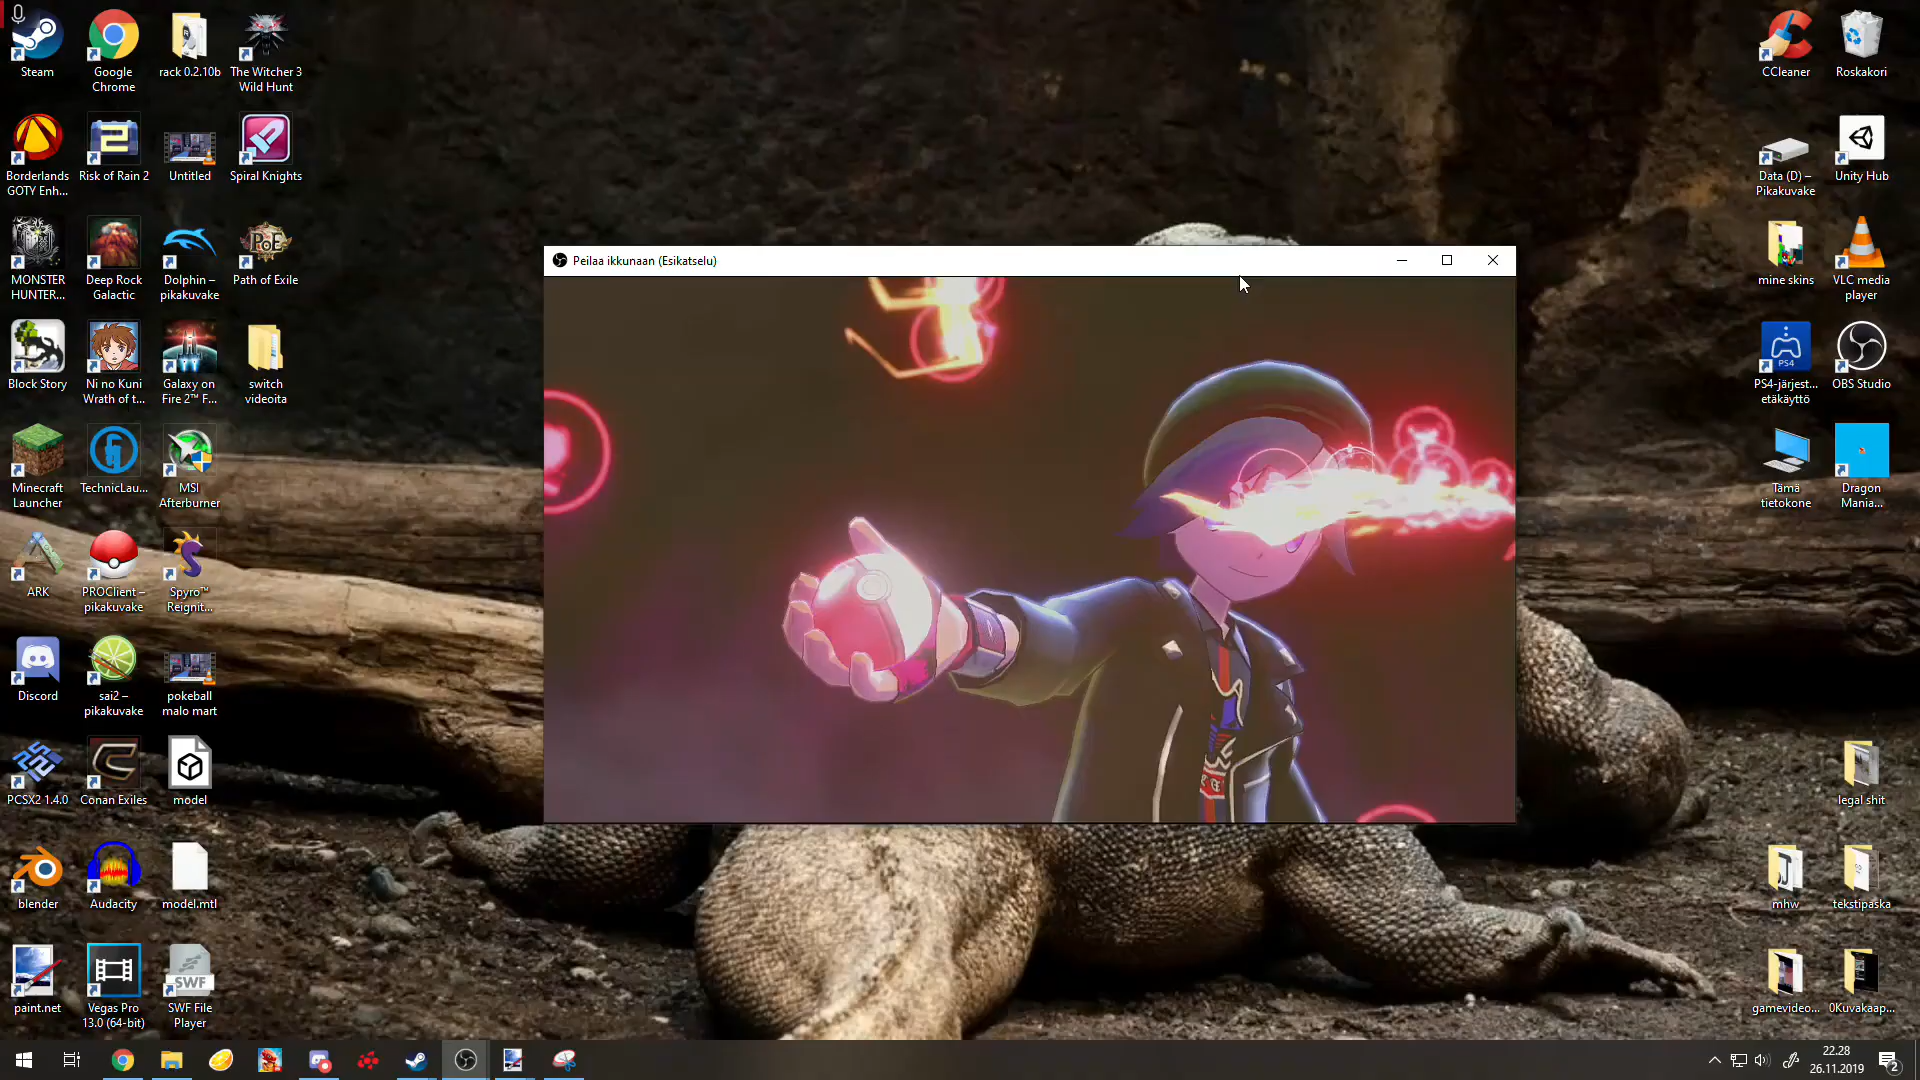 Peilaa ikkunaan (Esikatselu)
Steam
Google
Chrome
rack 0.2.10b
The Witcher 3
Wild Hunt
Borderlands
GOTY Enh...
Risk of Rain 2
Untitled
Spiral Knights
MONSTER
HUNTER...
Deep Rock
Galactic
Dolphin –
pikakuvake
PoE
Path of Exile
Block Story
Ni no Kuni
Wrath of t...
Galaxy on
Fire 2™ F...
switch
videoita
Minecraft
Launcher
TechnicLau...
MSI
Afterburner
ARK
PROClient –
pikakuvake
Spyro™
Reignit...
Discord
sai2 –
pikakuvake
pokeball
malo mart
PCSX2 1.4.0
Conan Exiles
model
blender
Audacity
model.mtl
paint.net
Vegas Pro
13.0 (64-bit)
SWF
SWF File
Player
CCleaner
Roskakori
Data (D) –
Pikakuvake
Unity Hub
mine skins
VLC media
player
PS4
PS4-järjest...
etäkäyttö
OBS Studio
Tämä
tietokone
Dragon
Mania...
legal shit
mhw
tekstipaska
gamevideo...
0Kuvakaap...
22.28
26.11.2019
2